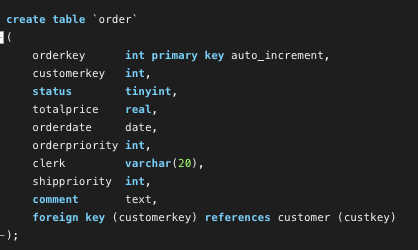 create table `order`
(
    orderkey      int primary key auto_increment,
    customerkey   int,
    status        tinyint,
    totalprice    real,
    orderdate     date,
    orderpriority int,
    clerk         varchar(20),
    shippriority  int,
    comment       text,
    foreign key (customerkey) references customer (custkey)
);